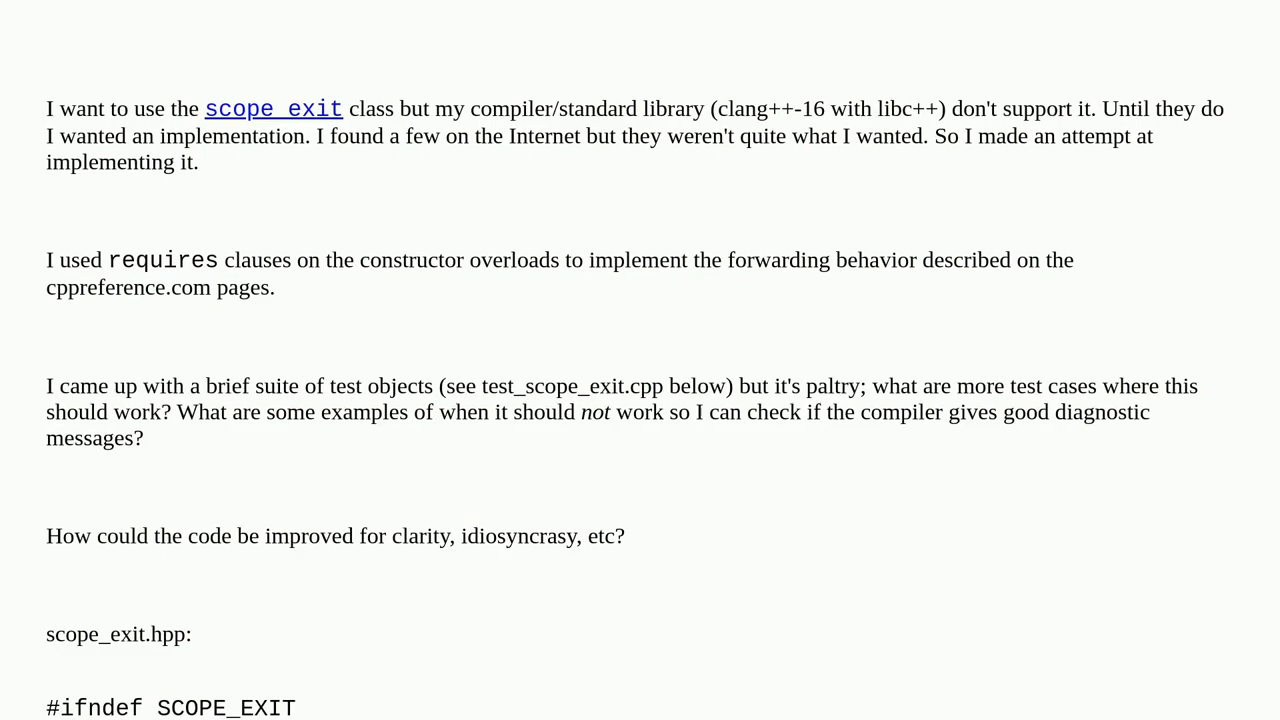 I want to use the scope_exit class but my compiler/standard library (clang++-16 with libc++) don't support it. Until they do
I wanted an implementation. I found a few on the Internet but they weren't quite what I wanted. So I made an attempt at
implementing it.
I used requires clauses on the constructor overloads to implement the forwarding behavior described on the
cppreference.com pages.
I came up with a brief suite of test objects (see test_scope_exit.cpp below) but it's paltry; what are more test cases where this
should work? What are some examples of when it should not work so I can check if the compiler gives good diagnostic
messages?
How could the code be improved for clarity, idiosyncrasy, etc?
scope_exit.hpp:
#ifndef SCOPE_EXIT